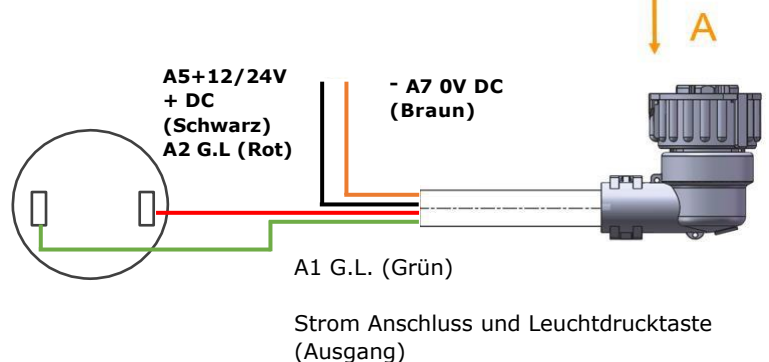 A
A5+12/24V
+ DC
(Schwarz)
A2 G.L (Rot)
- A7 0V DC
(Braun)
A1 G.L. (Grün)
Strom Anschluss und Leuchtdrucktaste
(Ausgang)